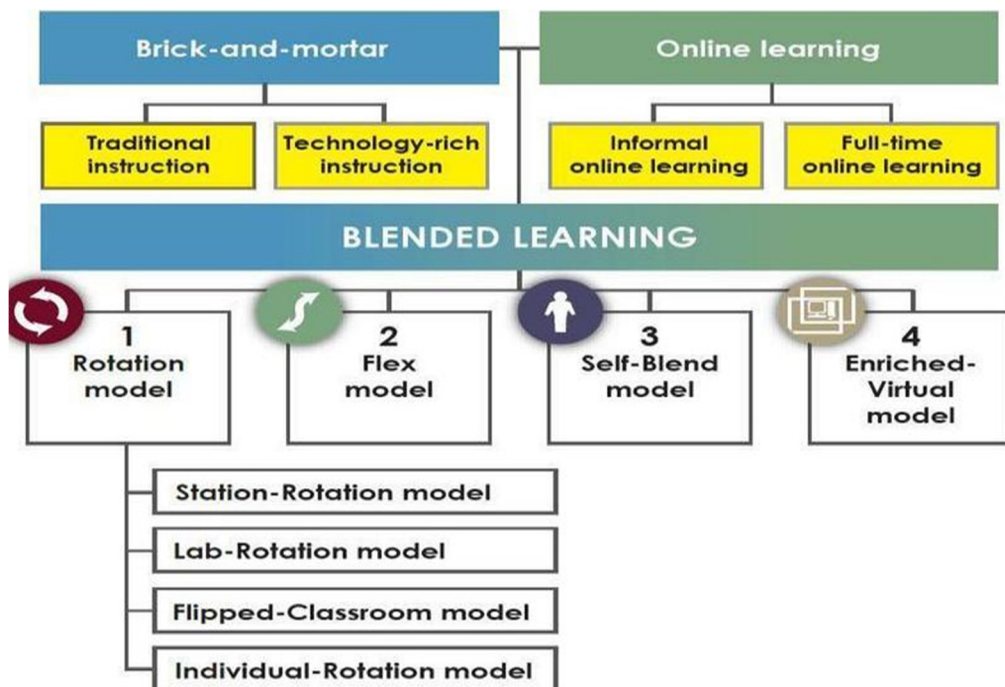 Brick-and-mortar
Online learning
Traditional
instruction
Technology-rich
instruction
Informal
online learning
Full-time
online learning
BLENDED LEARNING
1
Rotation
model
2
Flex
model
3
Self-Blend
model
4
Enriched-
Virtual
model
Station-Rotation model
Lab-Rotation model
Flipped-Classroom model
Individual-Rotation model